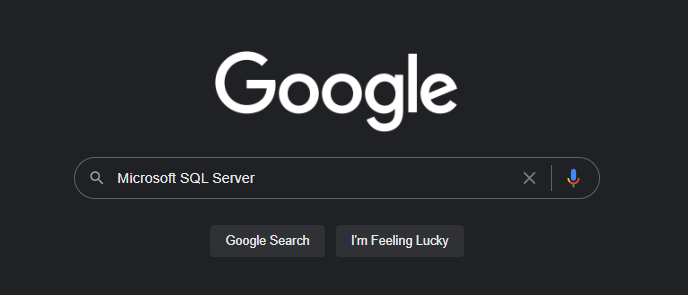 Google
Microsoft SQL Server
Google Search
I'm Feeling Lucky